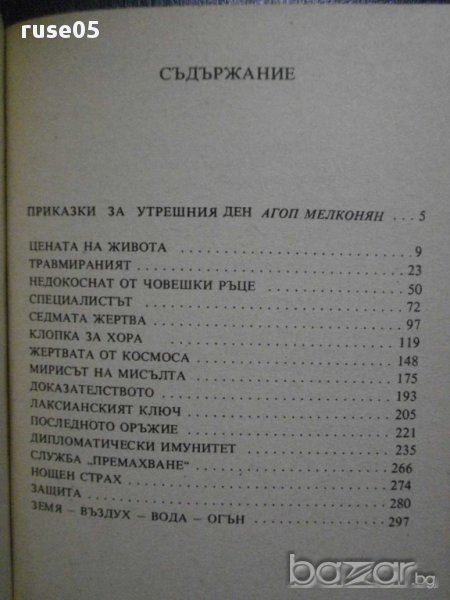 ruse05
СЪДЪРЖАНИЕ
ПРИКАЗКИ ЗА УТРЕШНИЯ ДЕН АГОП МЕЛКОНЯН ... 5
ЦЕНАТА НА ЖИВОТА 9
ТРАВМИРАНИЯТ 23
НЕДОКОСНАТ ОТ ЧОВЕШКИ РЪЦЕ 50
СПЕЦИАЛИСТЪТ 72
СЕДМАТА ЖЕРТВА 97
КЛОПКА ЗА ХОРА 119
ЖЕРТВАТА ОТ КОСМОСА 148
МИРИСЪТ НА МИСЪЛТА 175
ДОКАЗАТЕЛСТВОТО 193
ЛАКСИАНСКИЯТ КЛЮЧ 205
ПОСЛЕДНОТО ОРЪЖИЕ 221
ДИПЛОМАТИЧЕСКИ ИМУНИТЕТ 235
СЛУЖБА „ПРЕМАХВАНЕ" 266
НОЩЕН СТРАХ 274
ЗАЩИТА 280
ЗЕМЯ – ВЪЗДУХ – ВОДА – ОГЪН 297
bazar.bg